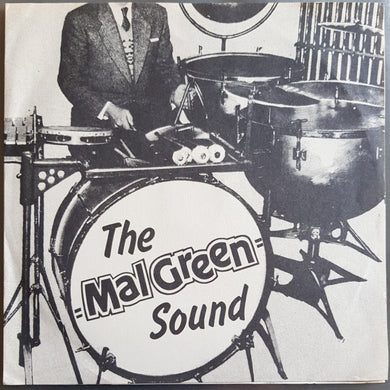 The
Mal Green
Sound